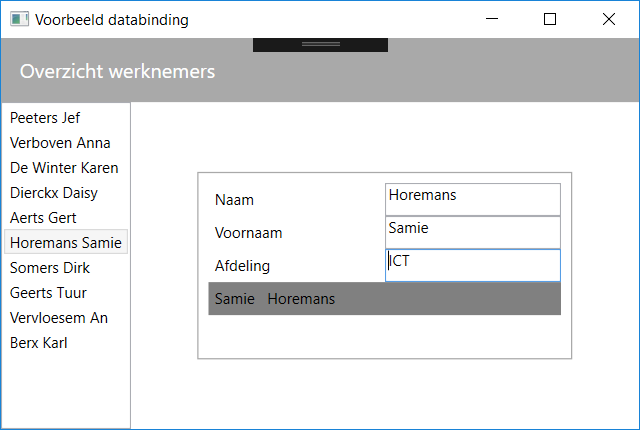 Voorbeeld databinding
Overzicht werknemers
Peeters Jef
Verboven Anna
De Winter Karen
Dierckx Daisy
Aerts Gert
Horemans Samie
Somers Dirk
Geerts Tuur
Vervloesem An
Berx Karl
Naam Horemans
Voornaam Samie
Afdeling ICT
Samie Horemans